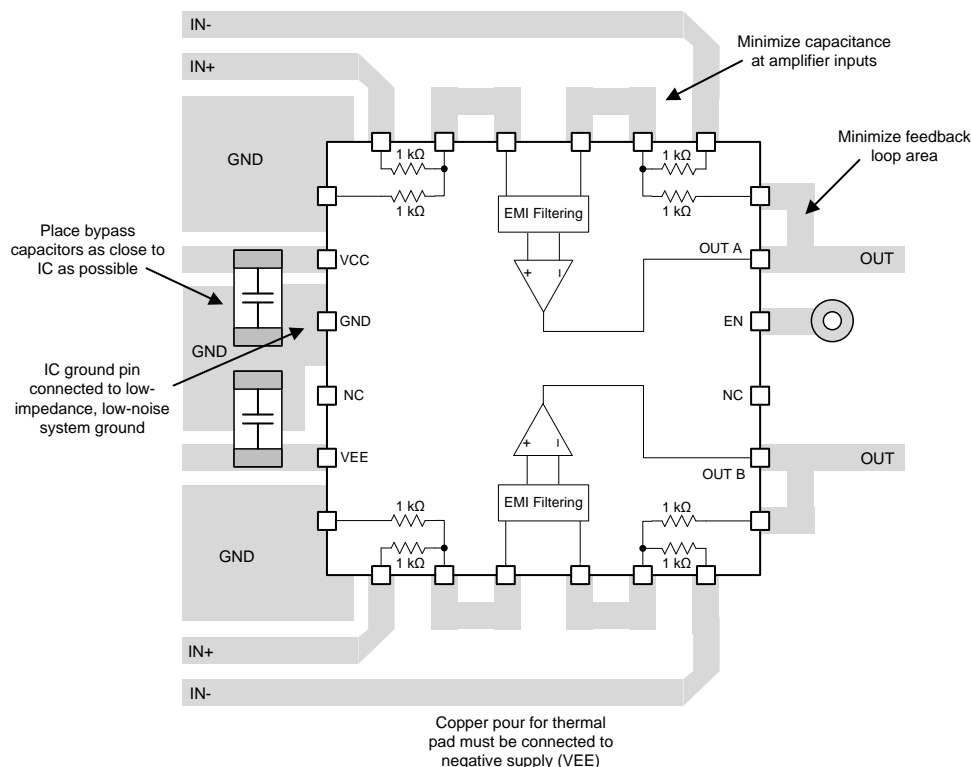 IN-
Minimize capacitance
at amplifier inputs
IN+
Minimize feedback
loop area
GND
1 kΩ
1 kΩ
1 kΩ
1 kΩ
EMI Filtering
Place bypass
capacitors as close to
IC as possible
VCC
+
–
OUT A
OUT
GND
EN
GND
IC ground pin
connected to low-
impedance, low-noise
system ground
NC
NC
+
–
VEE
OUT B
OUT
EMI Filtering
1 kΩ
1 kΩ
1 kΩ
1 kΩ
GND
IN+
IN-
Copper pour for thermal
pad must be connected to
negative supply (VEE)